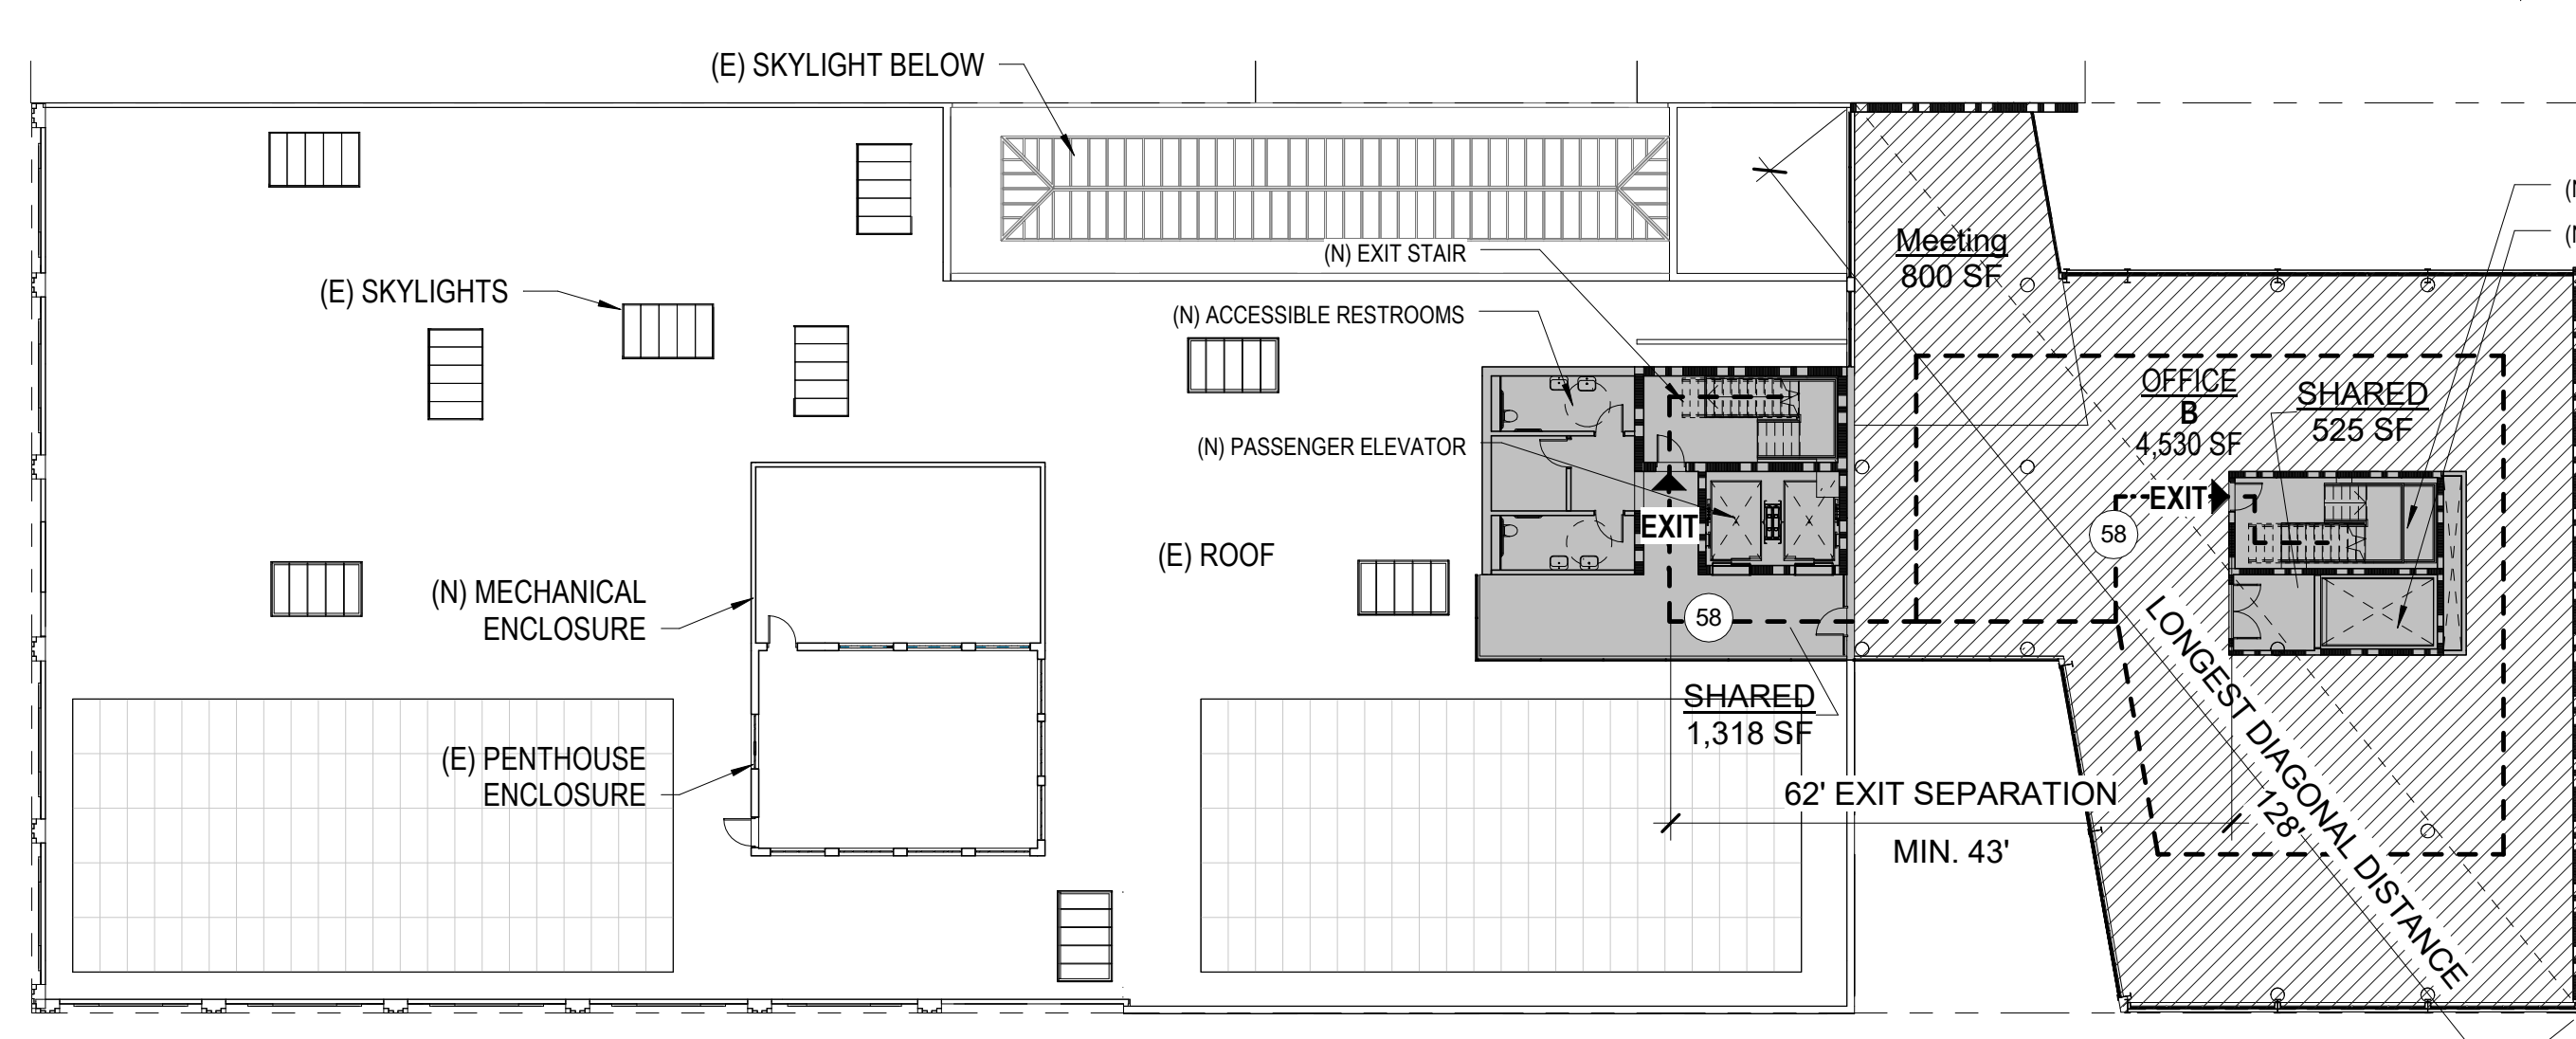 (E) SKYLIGHT BELOW
(N) EXIT STAIR
Meeting
800 SF
(E) SKYLIGHTS
(N) ACCESSIBLE RESTROOMS
OFFICE
B
4,530 SF
SHARED
525 SF
(N) PASSENGER ELEVATOR
EXIT
58
EXIT
(E) ROOF
(N) MECHANICAL
ENCLOSURE
58
SHARED
1,318 SF
(E) PENTHOUSE
ENCLOSURE
62' EXIT SEPARATION
MIN. 43'
LONGEST DIAGONAL DISTANCE
128'